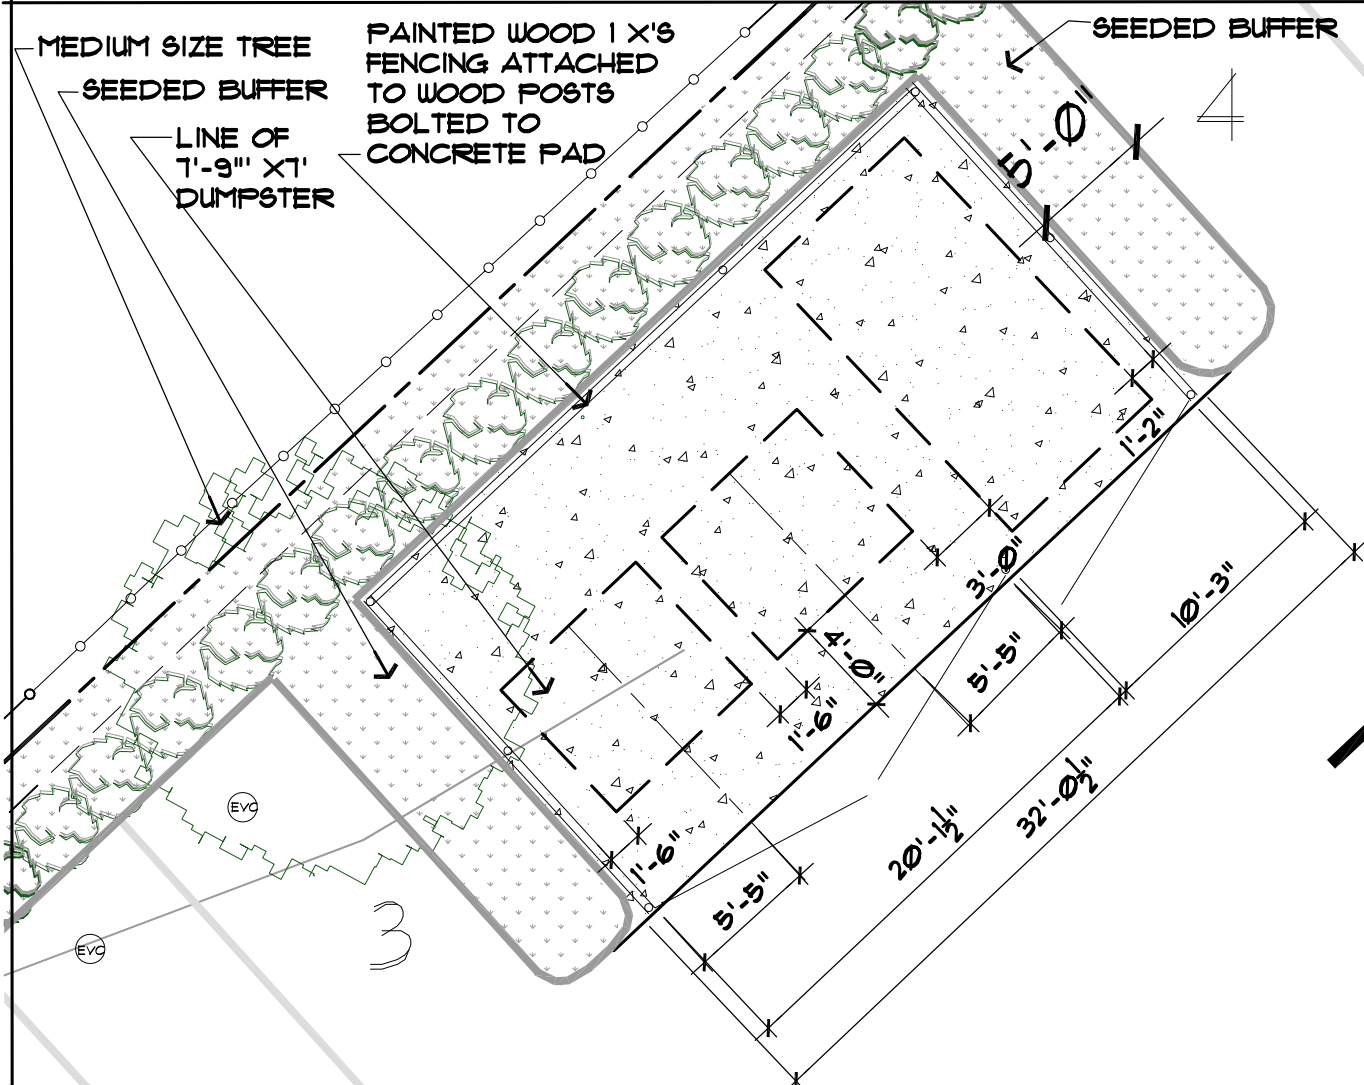 MEDIUM SIZE TREE
SEEDED BUFFER
LINE OF
7'-9"' X7'
DUMPSTER
PAINTED WOOD 1 X'S
FENCING ATTACHED
TO WOOD POSTS
BOLTED TO
CONCRETE PAD
SEEDED BUFFER
4
5'-0"
1'-2"
3'-0"
10'-3"
4'-0"
5'-5"
1'-6"
32'-0½"
20'-1½"
1'-6"
5'-5"
EVC
3
EVC